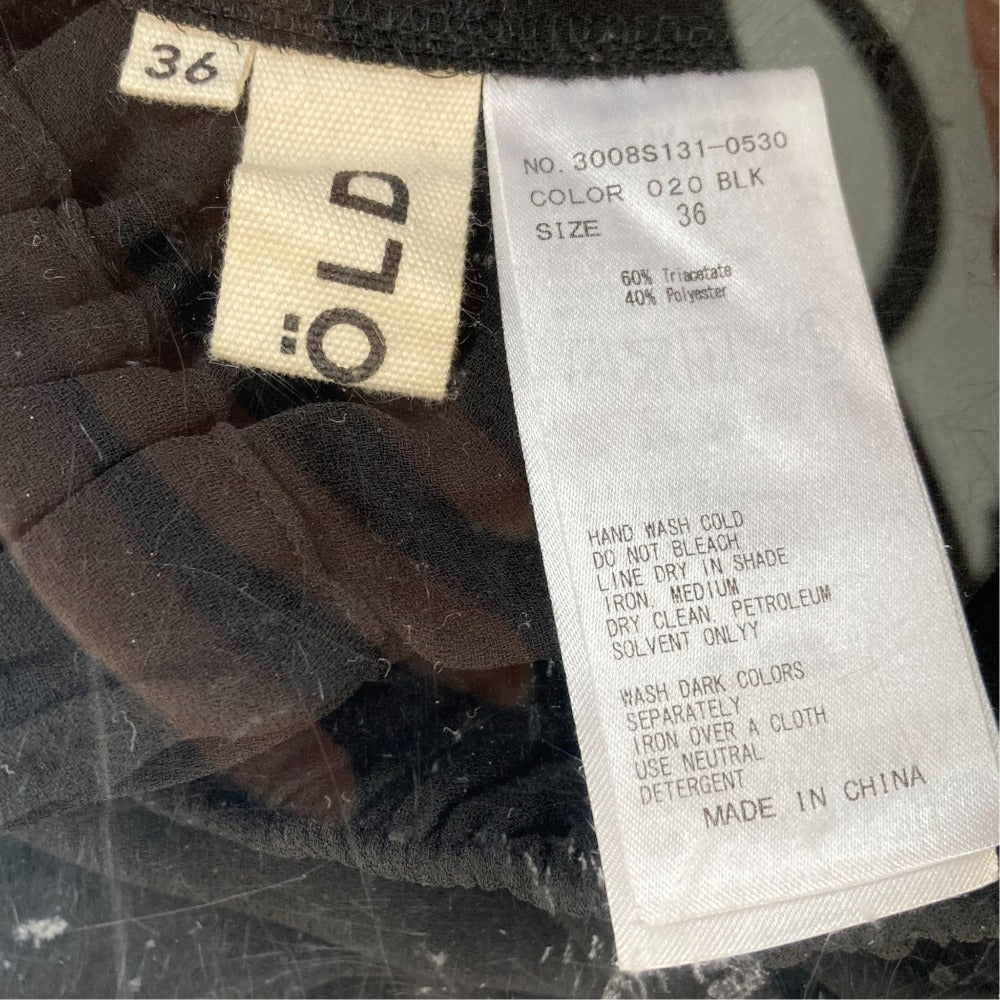 36
ÖLD
NO. 3008S131-0530
COLOR 020 BLK
SIZE 36
60% Triacetate
40% Polyester
HAND WASH COLD
DO NOT BLEACH
LINE DRY IN SHADE
IRON, MEDIUM
DRY CLEAN, PETROLEUM
SOLVENT ONLYY
WASH DARK COLORS
SEPARATELY
IRON OVER A CLOTH
USE NEUTRAL
DETERGENT
MADE IN CHINA